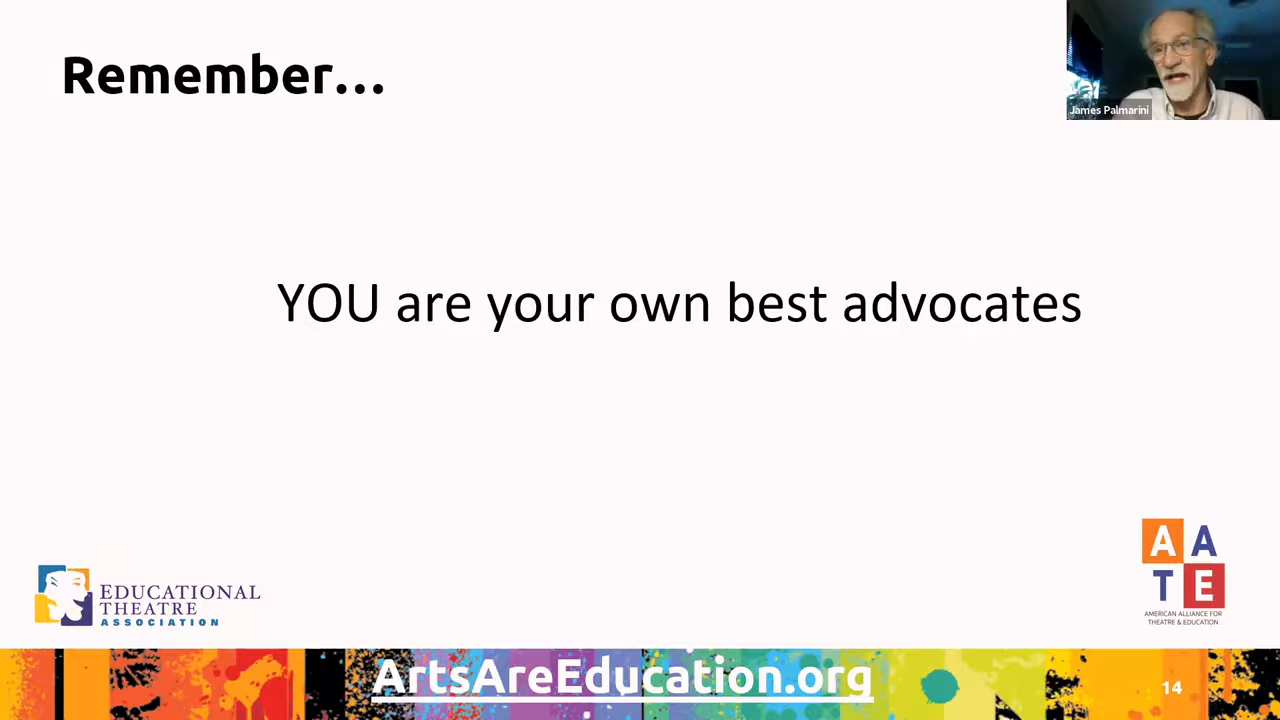 Remember...
James Palmarini
YOU are your own best advocates
EDUCATIONAL
THEATRE
ASSOCIATION
A A
T E
AMERICAN ALLIANCE FOR
THEATRE & EDUCATION
ArtsAreEducation.org
14